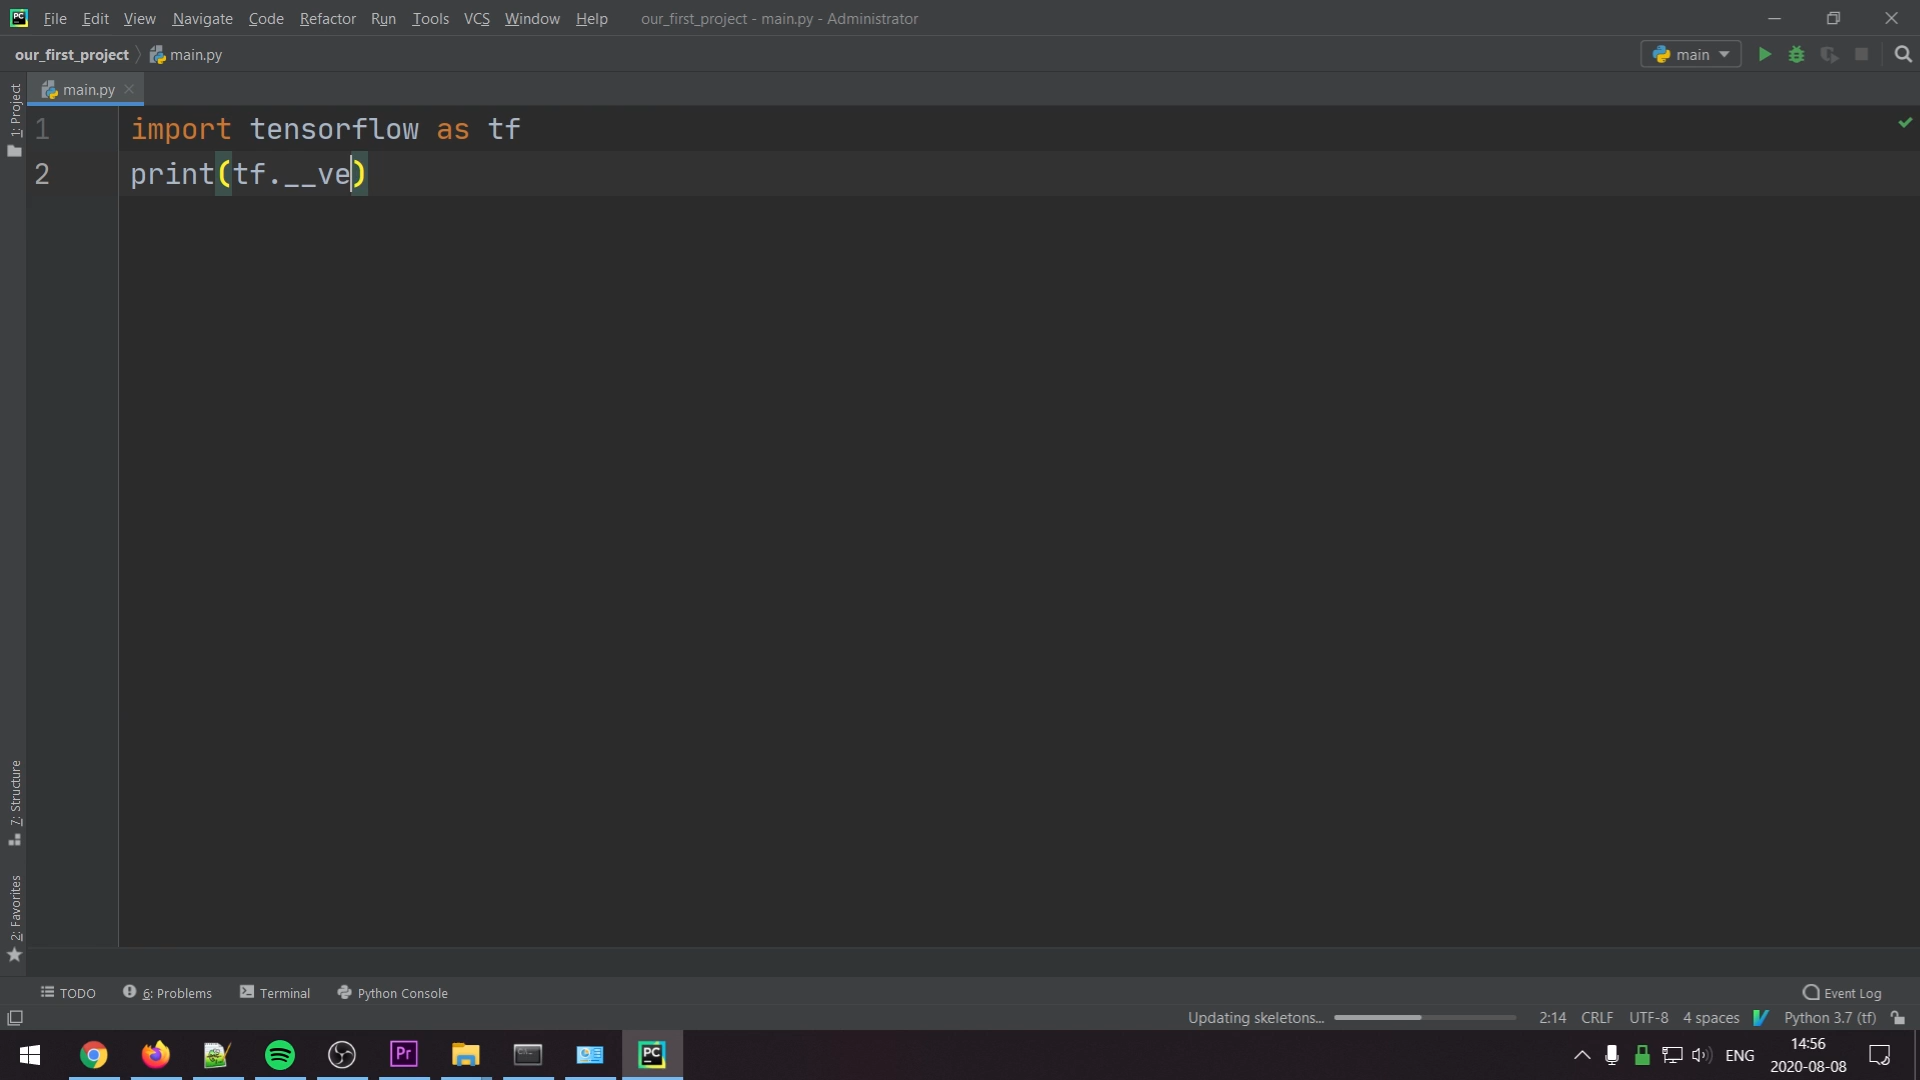 PC File Edit View Navigate Code Refactor Run Tools VCS Window Help our_first_project - main.py - Administrator
our_first_project main.py main
1: Project
main.py
1 import tensorflow as tf
2 print(tf.__ve)
7: Structure
2: Favorites
TODO 6: Problems Terminal Python Console Event Log
Updating skeletons... 2:14 CRLF UTF-8 4 spaces Python 3.7 (tf)
Pr PC ENG 14:56
2020-08-08